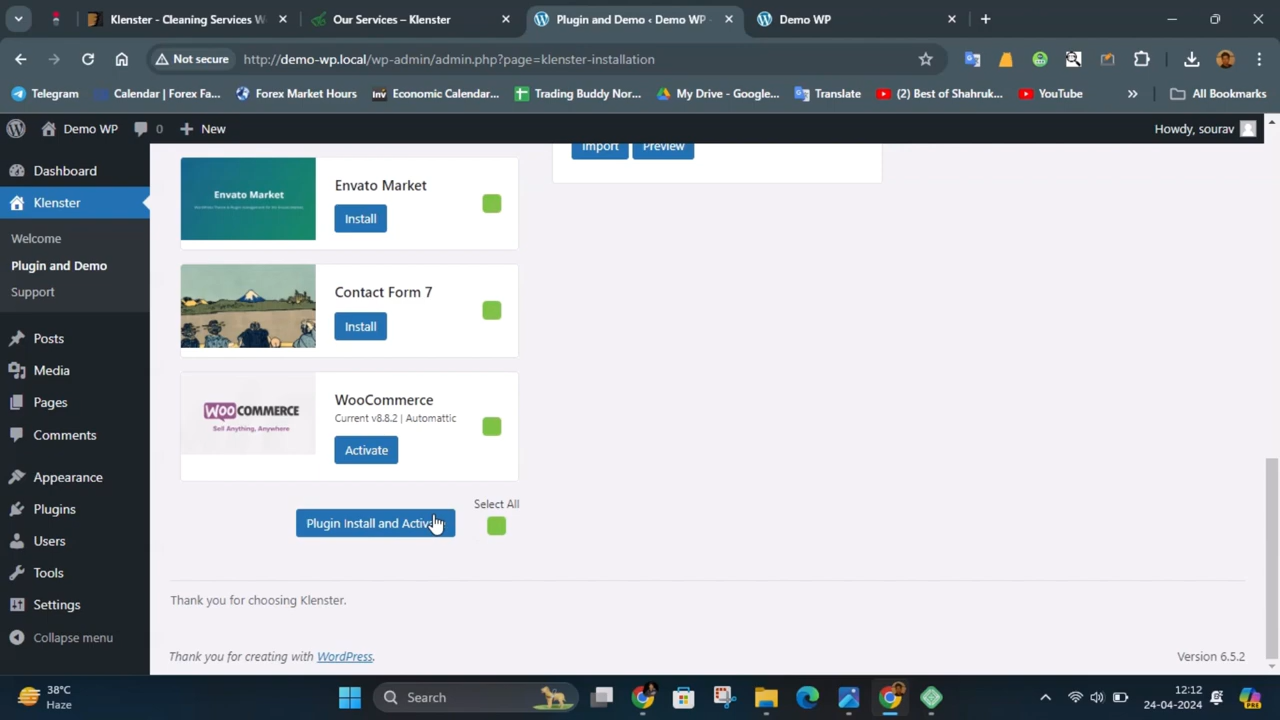 Klenster - Cleaning Services W
Our Services – Klenster
Plugin and Demo ‹ Demo WP
Demo WP
Not secure
http://demo-wp.local/wp-admin/admin.php?page=klenster-installation
Telegram
Calendar | Forex Fa...
Forex Market Hours
Economic Calendar...
Trading Buddy Nor...
My Drive - Google...
Translate
(2) Best of Shahruk...
YouTube
All Bookmarks
Demo WP
0
New
Howdy, sourav
Dashboard
Klenster
Welcome
Plugin and Demo
Support
Posts
Media
Pages
Comments
Appearance
Plugins
Users
Tools
Settings
Collapse menu
Import
Preview
Envato Market
Envato Market
Install
Contact Form 7
Install
WOOCOMMERCE
Sell Anything, Anywhere
WooCommerce
Current v8.8.2 | Automattic
Activate
Select All
Plugin Install and Activ
Thank you for choosing Klenster.
Thank you for creating with WordPress.
Version 6.5.2
38°C
Haze
Search
12:12
24-04-2024
PRE